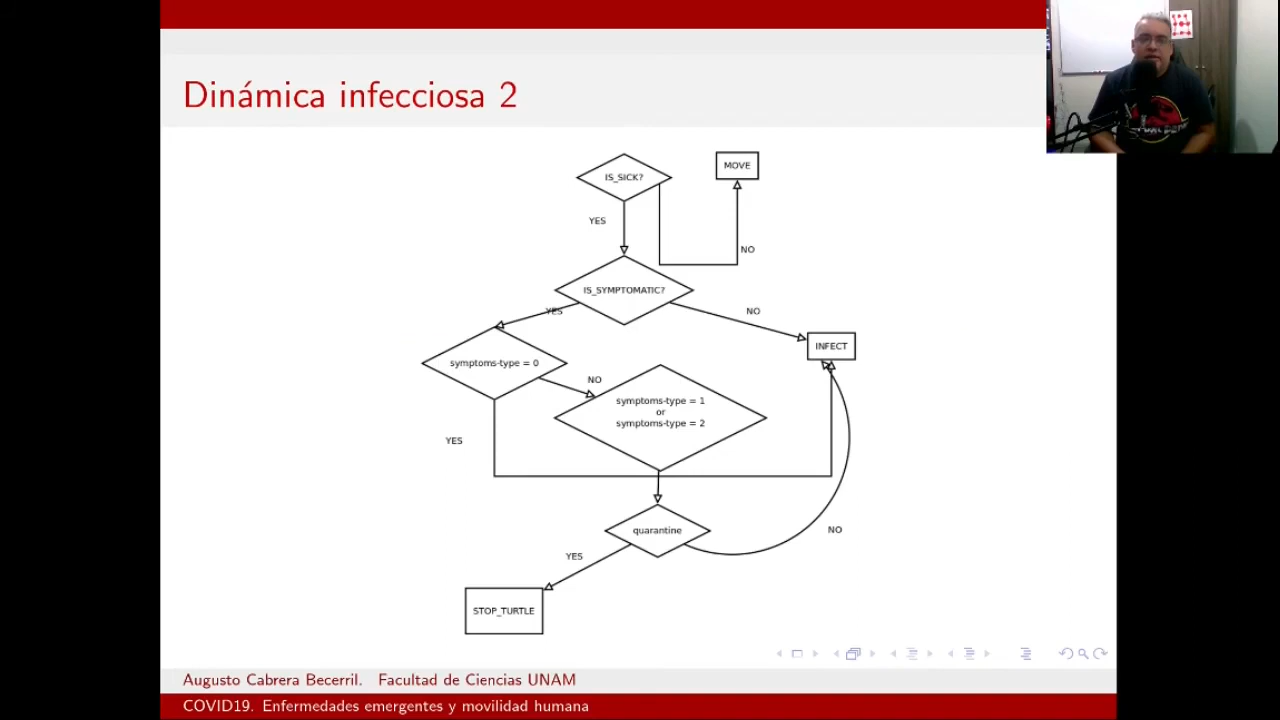 Dinámica infecciosa 2
IS_SICK?
MOVE
YES
NO
IS_SYMPTOMATIC?
YES
NO
INFECT
symptoms-type = 0
NO
symptoms-type = 1
or
symptoms-type = 2
YES
quarantine
NO
YES
STOP_TURTLE
Augusto Cabrera Becerril. Facultad de Ciencias UNAM
COVID19. Enfermedades emergentes y movilidad humana